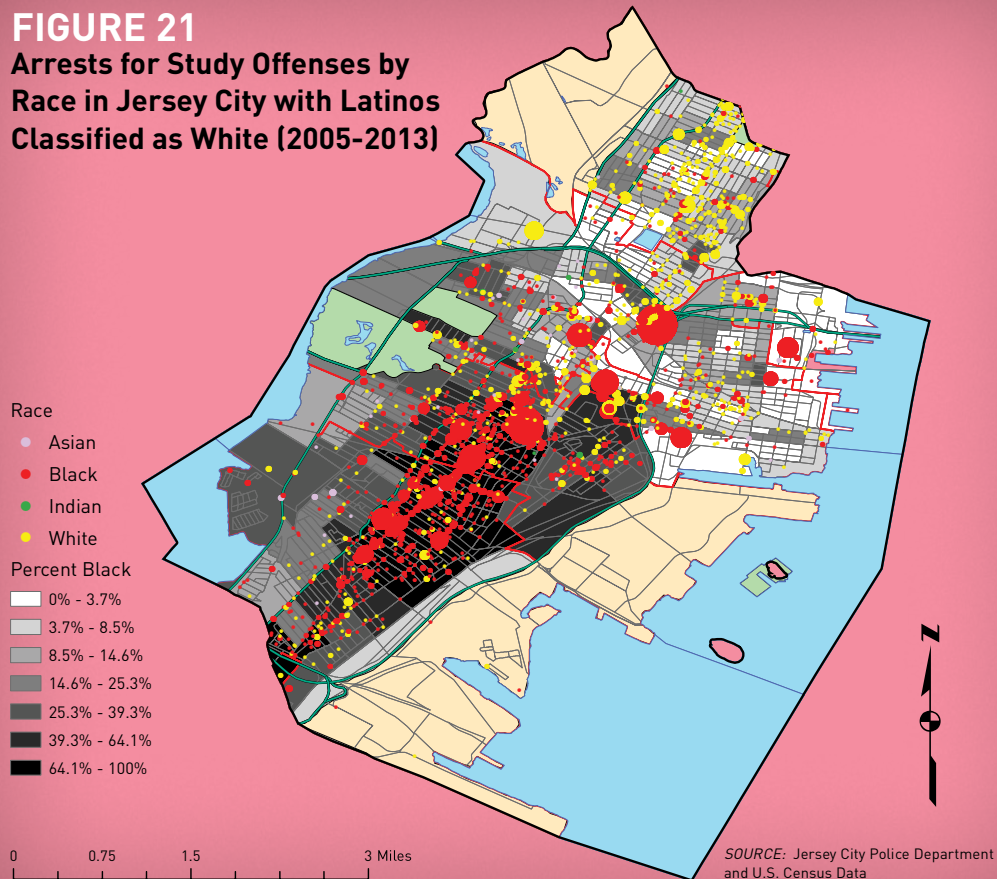 FIGURE 21
Arrests for Study Offenses by
Race in Jersey City with Latinos
Classified as White (2005-2013)
Race
Asian
Black
Indian
White
Percent Black
0% - 3.7%
3.7% - 8.5%
8.5% - 14.6%
14.6% - 25.3%
25.3% - 39.3%
39.3% - 64.1%
64.1% - 100%
0 0.75 1.5 3 Miles
N
SOURCE: Jersey City Police Department
and U.S. Census Data